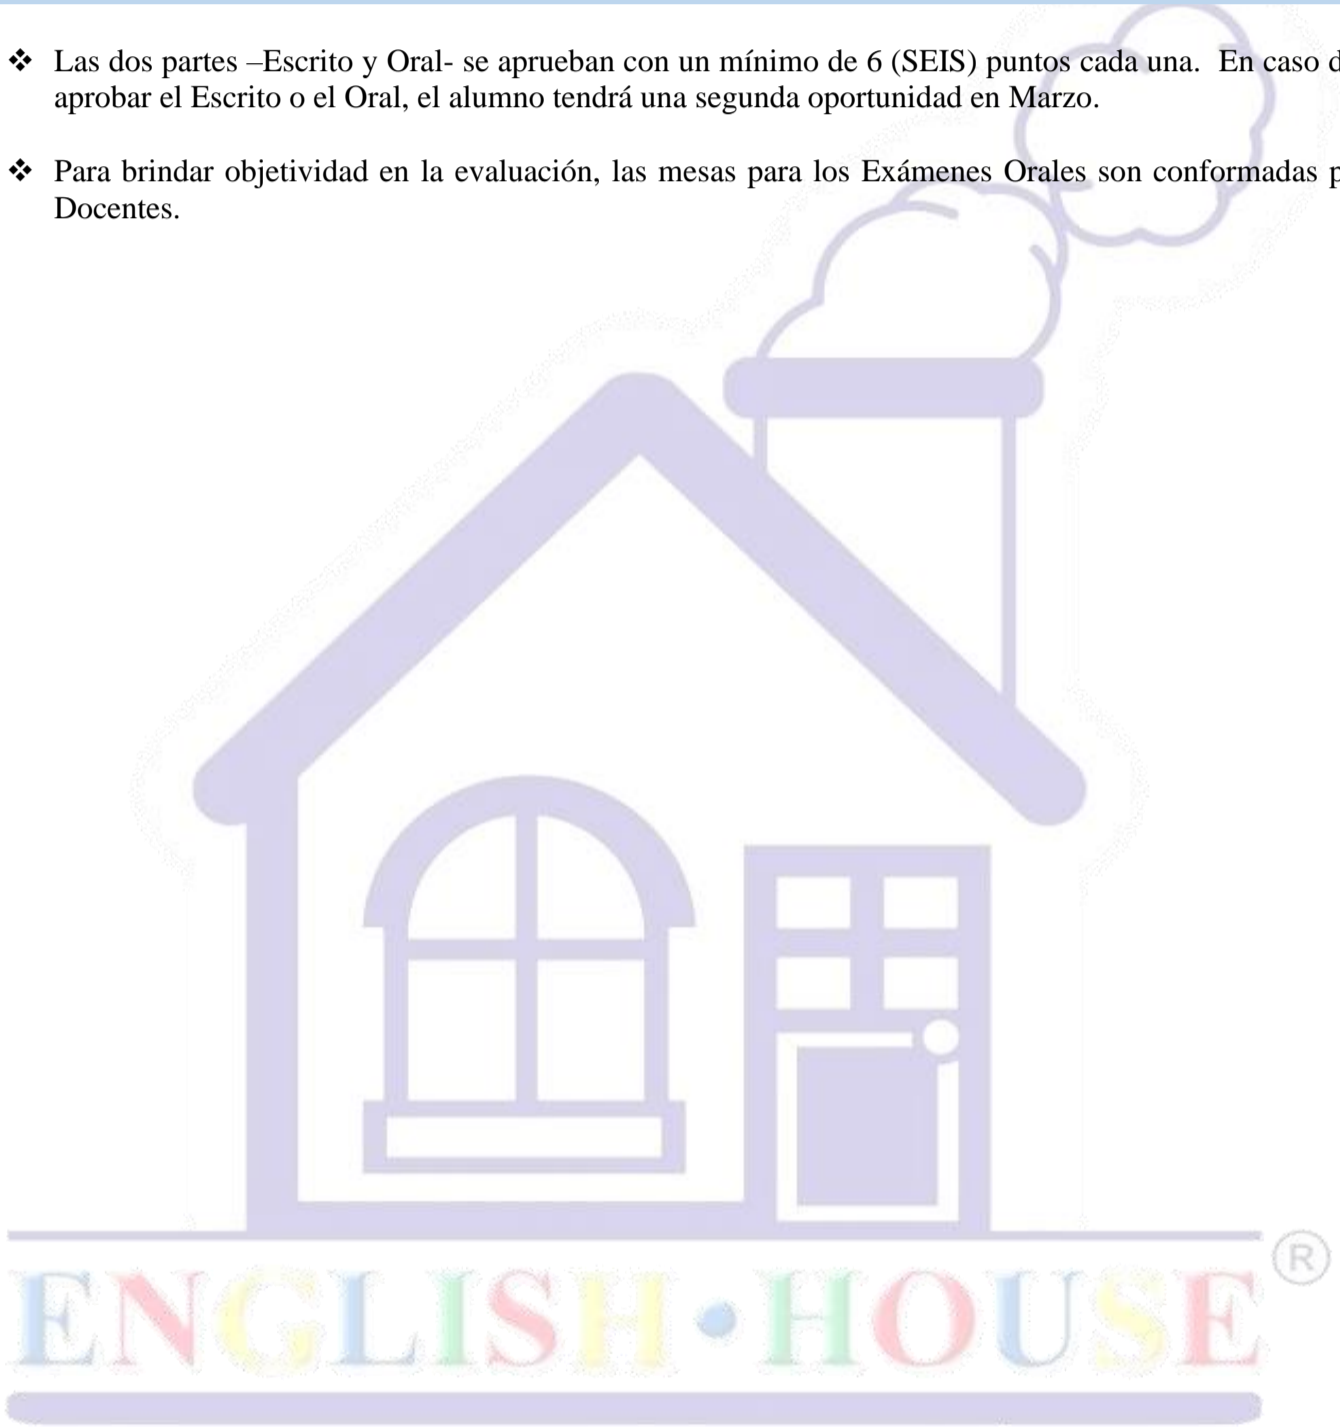 ❖ Las dos partes –Escrito y Oral- se aprueban con un mínimo de 6 (SEIS) puntos cada una. En caso d
aprobar el Escrito o el Oral, el alumno tendrá una segunda oportunidad en Marzo.
❖ Para brindar objetividad en la evaluación, las mesas para los Exámenes Orales son conformadas p
Docentes.
ENGLISH•HOUSE ®